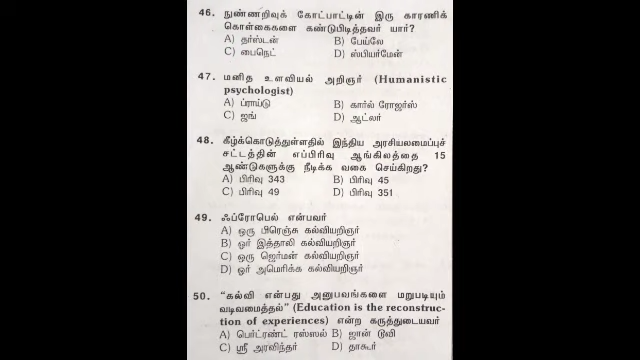 46. நுண்ணறிவுக் கோட்பாட்டின் இரு காரணிக்
கொள்கைகளை கண்டுபிடித்தவர் யார்?
A) தர்ஸ்டன் B) பேய்லே
C) பைனெட் D) ஸ்பியர்மேன்
47. மனித உளவியல் அறிஞர் (Humanistic
psychologist)
A) ப்ராய்டு B) கார்ல் ரோஜர்ஸ்
C) ஜங் D) ஆட்லர்
48. கீழ்க்கொடுத்துள்ளதில் இந்திய அரசியலமைப்புச்
சட்டத்தின் எப்பிரிவு ஆங்கிலத்தை 15
ஆண்டுகளுக்கு நீடிக்க வகை செய்கிறது?
A) பிரிவு 343 B) பிரிவு 45
C) பிரிவு 49 D) பிரிவு 351
49. ஃப்ரோபெல் என்பவர்
A) ஒரு பிரெஞ்சு கல்வியறிஞர்
B) ஓர் இத்தாலி கல்வியறிஞர்
C) ஒரு ஜெர்மன் கல்வியறிஞர்
D) ஓர் அமெரிக்க கல்வியறிஞர்
50. “கல்வி என்பது அனுபவங்களை மறுபடியும்
வடிவமைத்தல்” (Education is the reconstruc-
tion of experiences) என்ற கருத்துடையவர்
A) பெர்ட்ரண்ட் ரஸ்ஸல் B) ஜான் டூவி
C) ஸ்ரீ அரவிந்தர் D) தாகூர்